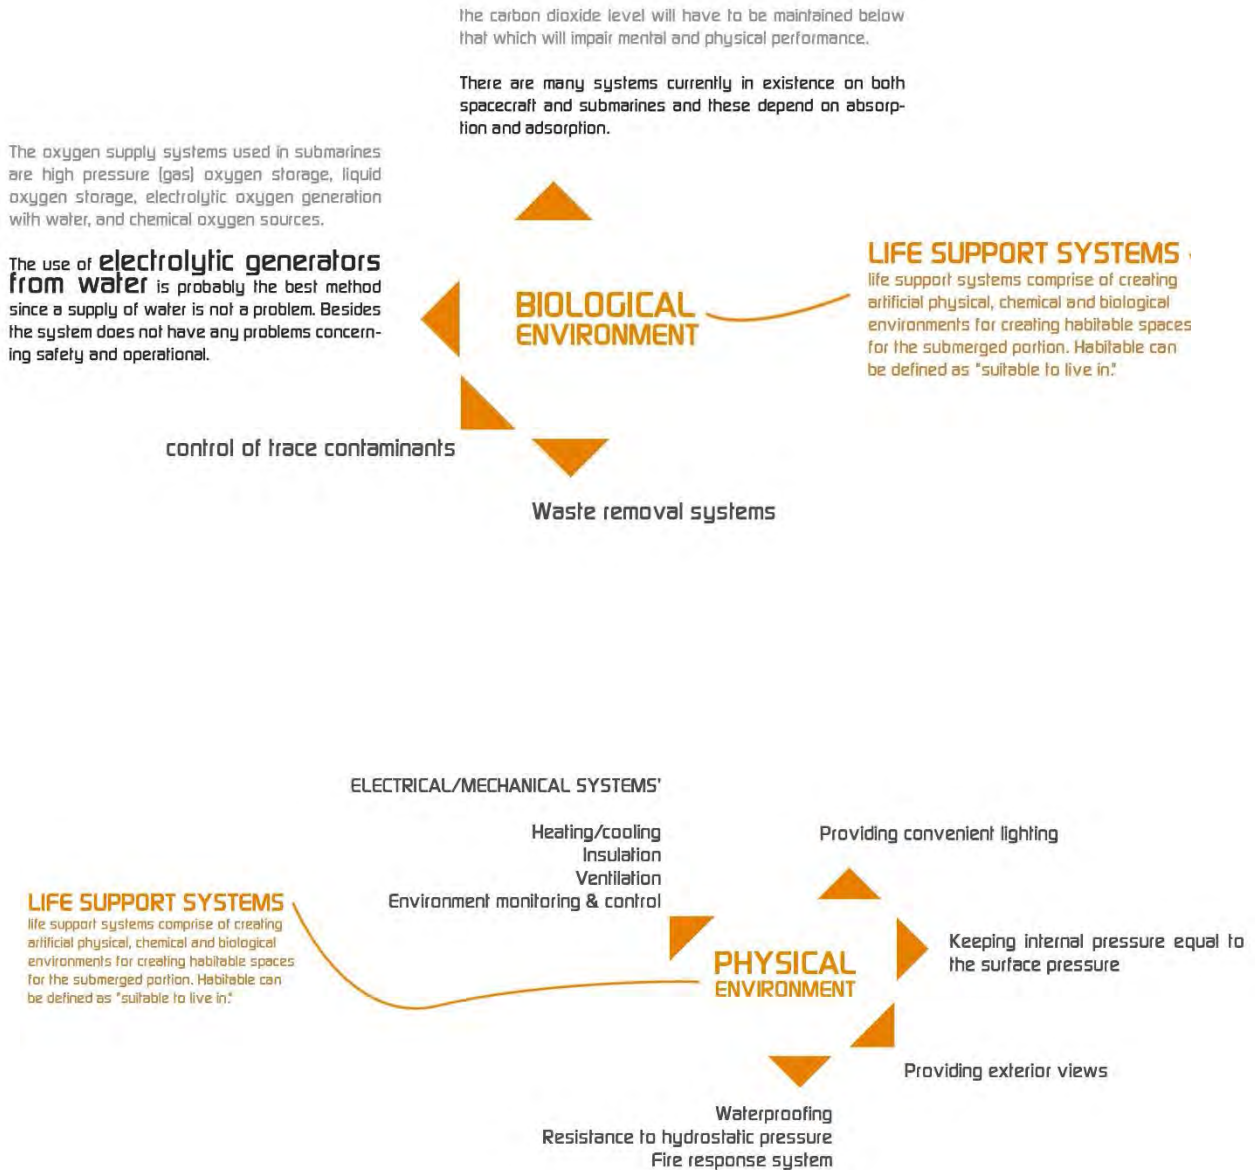 the carbon dioxide level will have to be maintained below
that which will impair mental and physical performance.
There are many systems currently in existence on both
spacecraft and submarines and these depend on absorp-
tion and adsorption.
The oxygen supply systems used in submarines
are high pressure (gas) oxygen storage, liquid
oxygen storage, electrolytic oxygen generation
with water, and chemical oxygen sources.
The use of electrolytic generators
from water is probably the best method
since a supply of water is not a problem. Besides
the system does not have any problems concern-
ing safety and operational.
BIOLOGICAL
ENVIRONMENT
LIFE SUPPORT SYSTEMS
life support systems comprise of creating
artificial physical, chemical and biological
environments for creating habitable spaces
for the submerged portion. Habitable can
be defined as "suitable to live in."
control of trace contaminants
Waste removal systems
ELECTRICAL/MECHANICAL SYSTEMS'
Heating/cooling
Insulation
Ventilation
Environment monitoring & control
Providing convenient lighting
LIFE SUPPORT SYSTEMS
life support systems comprise of creating
artificial physical, chemical and biological
environments for creating habitable spaces
for the submerged portion. Habitable can
be defined as "suitable to live in."
PHYSICAL
ENVIRONMENT
Keeping internal pressure equal to
the surface pressure
Providing exterior views
Waterproofing
Resistance to hydrostatic pressure
Fire response system